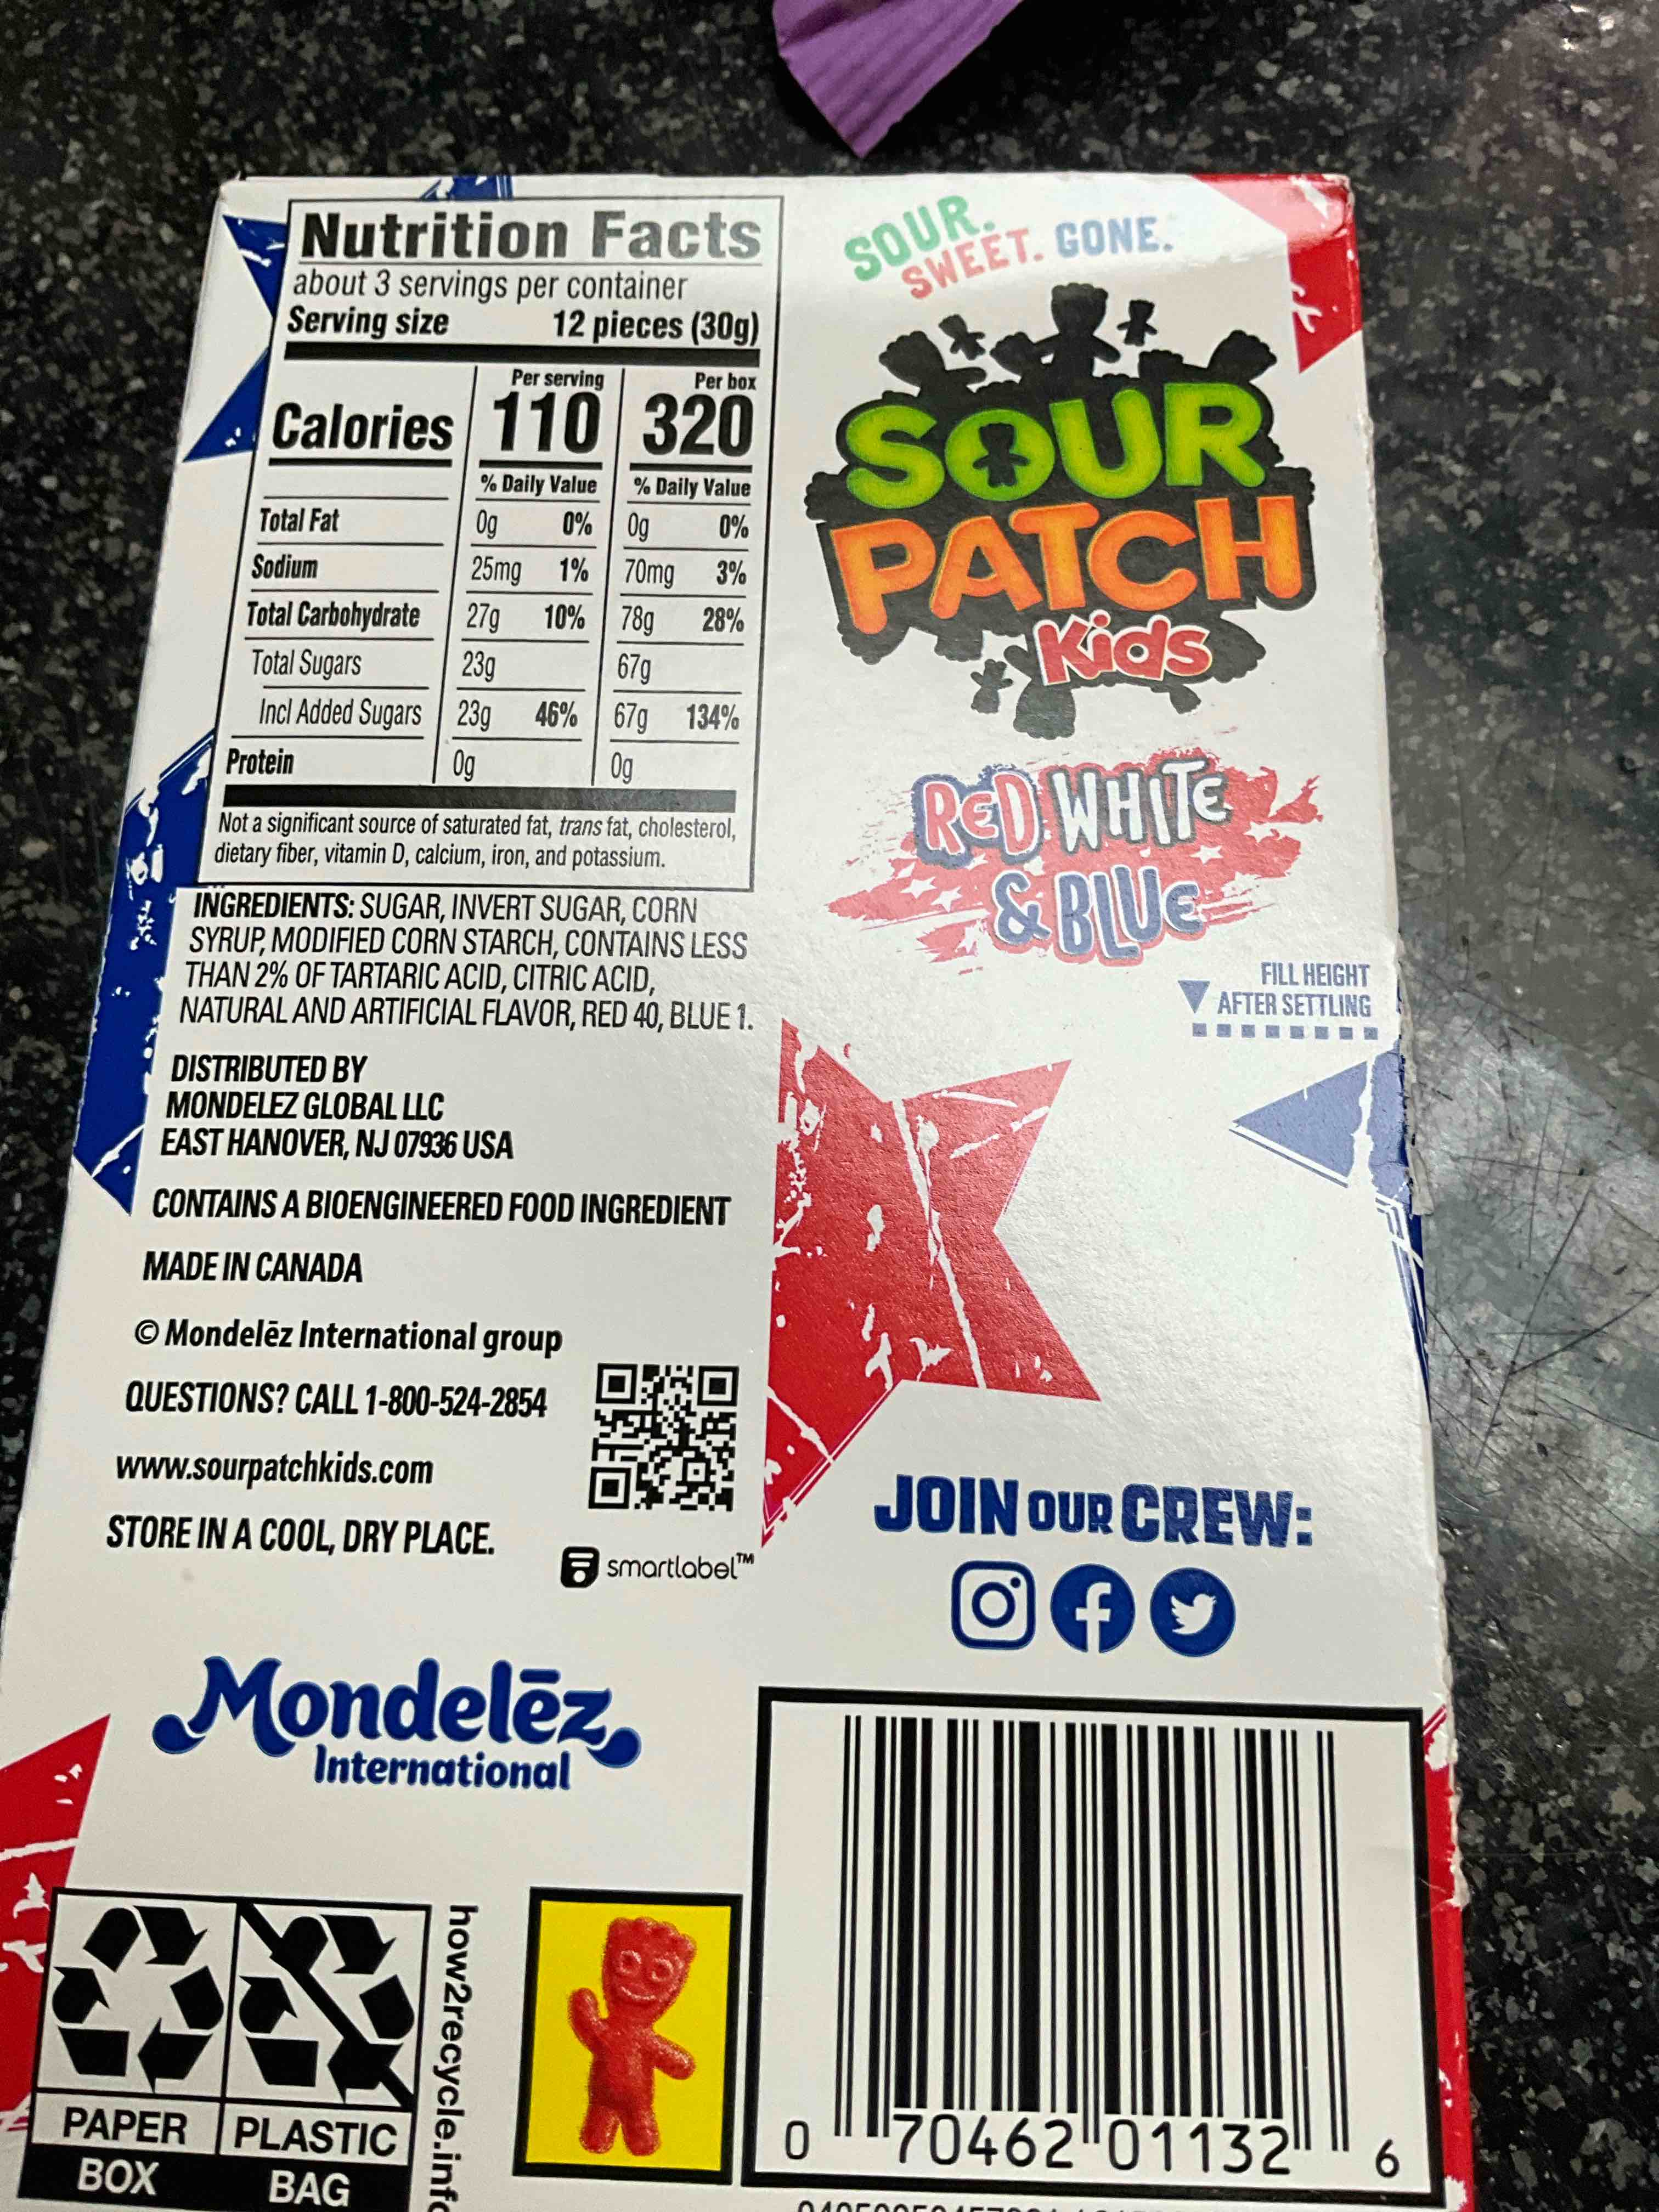 Nutrition Facts
about 3 servings per container
Serving size 12 pieces (30g)
Per serving Per box
Calories 110 320
% Daily Value % Daily Value
Total Fat 0g 0% 0g 0%
Sodium 25mg 1% 70mg 3%
Total Carbohydrate 27g 10% 78g 28%
Total Sugars 23g 67g
Incl Added Sugars 23g 46% 67g 134%
Protein 0g 0g
Not a significant source of saturated fat, trans fat, cholesterol,
dietary fiber, vitamin D, calcium, iron, and potassium.
INGREDIENTS: SUGAR, INVERT SUGAR, CORN
SYRUP, MODIFIED CORN STARCH, CONTAINS LESS
THAN 2% OF TARTARIC ACID, CITRIC ACID,
NATURAL AND ARTIFICIAL FLAVOR, RED 40, BLUE 1.
DISTRIBUTED BY
MONDELEZ GLOBAL LLC
EAST HANOVER, NJ 07936 USA
CONTAINS A BIOENGINEERED FOOD INGREDIENT
MADE IN CANADA
© Mondelēz International group
QUESTIONS? CALL 1-800-524-2854
www.sourpatchkids.com
STORE IN A COOL, DRY PLACE.
smartlabel™
Mondelēz
International
PAPER PLASTIC
BOX BAG
how2recycle.info
SOUR.
SWEET. GONE.
SOUR
PATCH
Kids
RED WHITE
& BLUE
FILL HEIGHT
AFTER SETTLING
JOIN OUR CREW:
0 70462 01132 6